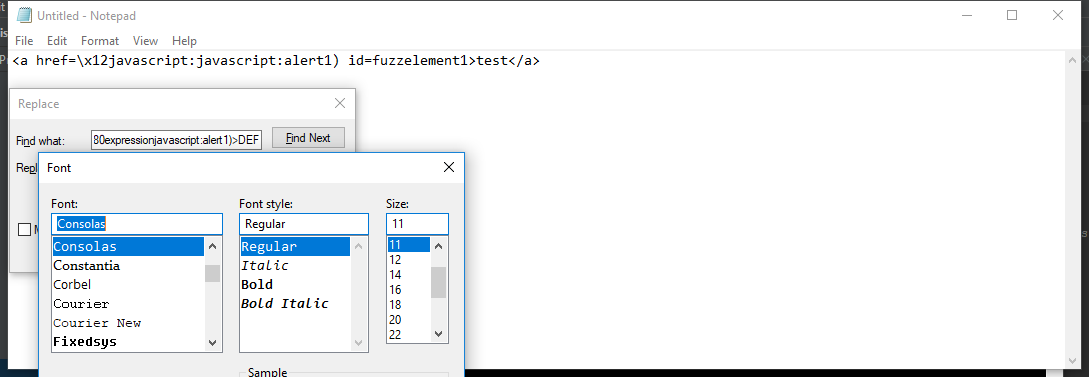 Untitled - Notepad
File Edit Format View Help
<a href=\x12javascript:javascript:alert1) id=fuzzelement1>test</a>
Replace
Find what: 80expressionjavascript:alert1)>DEF Find Next
Repl
Font
Font: Font style: Size:
Consolas Regular 11
Consolas Regular 11
Constantia Italic 12
Corbel Bold 14
Courier Bold Italic 16
Courier New 18
Fixedsys 20
22
Sample